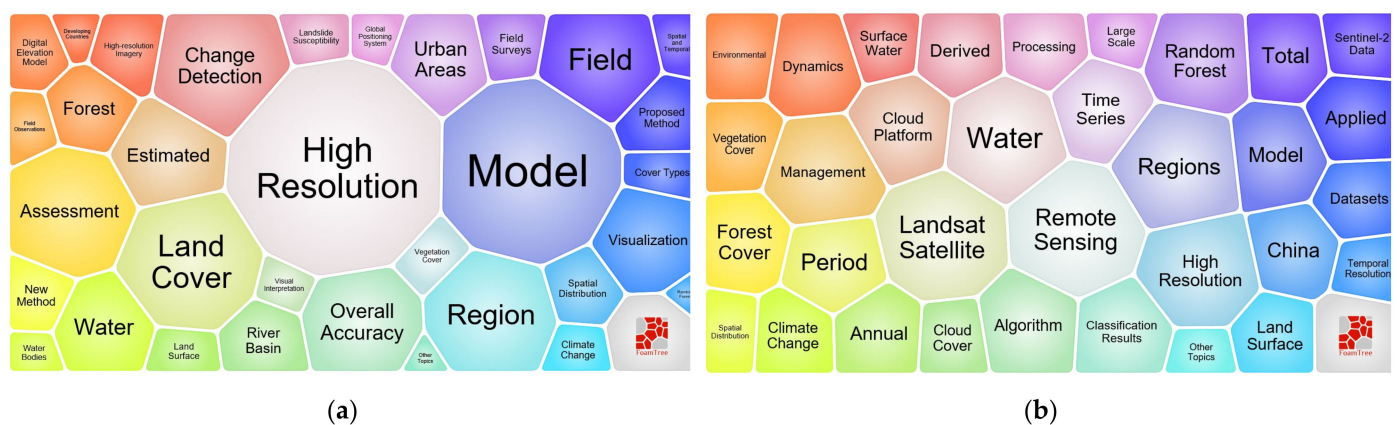 Digital
Elevation
Model
Developing
Countries
High-resolution
Imagery
Change
Detection
Landslide
Susceptibility
Global
Positioning
System
Urban
Areas
Field
Surveys
Field
Spatial
and
Temporal
Forest
Field
Observations
Estimated
High
Resolution
Model
Proposed
Method
Cover Types
Assessment
Land
Cover
Vegetation
Cover
Visualization
New
Method
Water
Visual
Interpretation
Overall
Accuracy
Region
Spatial
Distribution
Water
Bodies
Land
Surface
River
Basin
Other
Topics
Climate
Change
FoamTree
(a)
Environmental
Dynamics
Surface
Water
Derived
Processing
Large
Scale
Random
Forest
Total
Sentinel-2
Data
Vegetation
Cover
Cloud
Platform
Water
Time
Series
Applied
Management
Regions
Model
Datasets
Forest
Cover
Period
Landsat
Satellite
Remote
Sensing
High
Resolution
China
Temporal
Resolution
Spatial
Distribution
Climate
Change
Annual
Cloud
Cover
Algorithm
Classification
Results
Other
Topics
Land
Surface
FoamTree
(b)